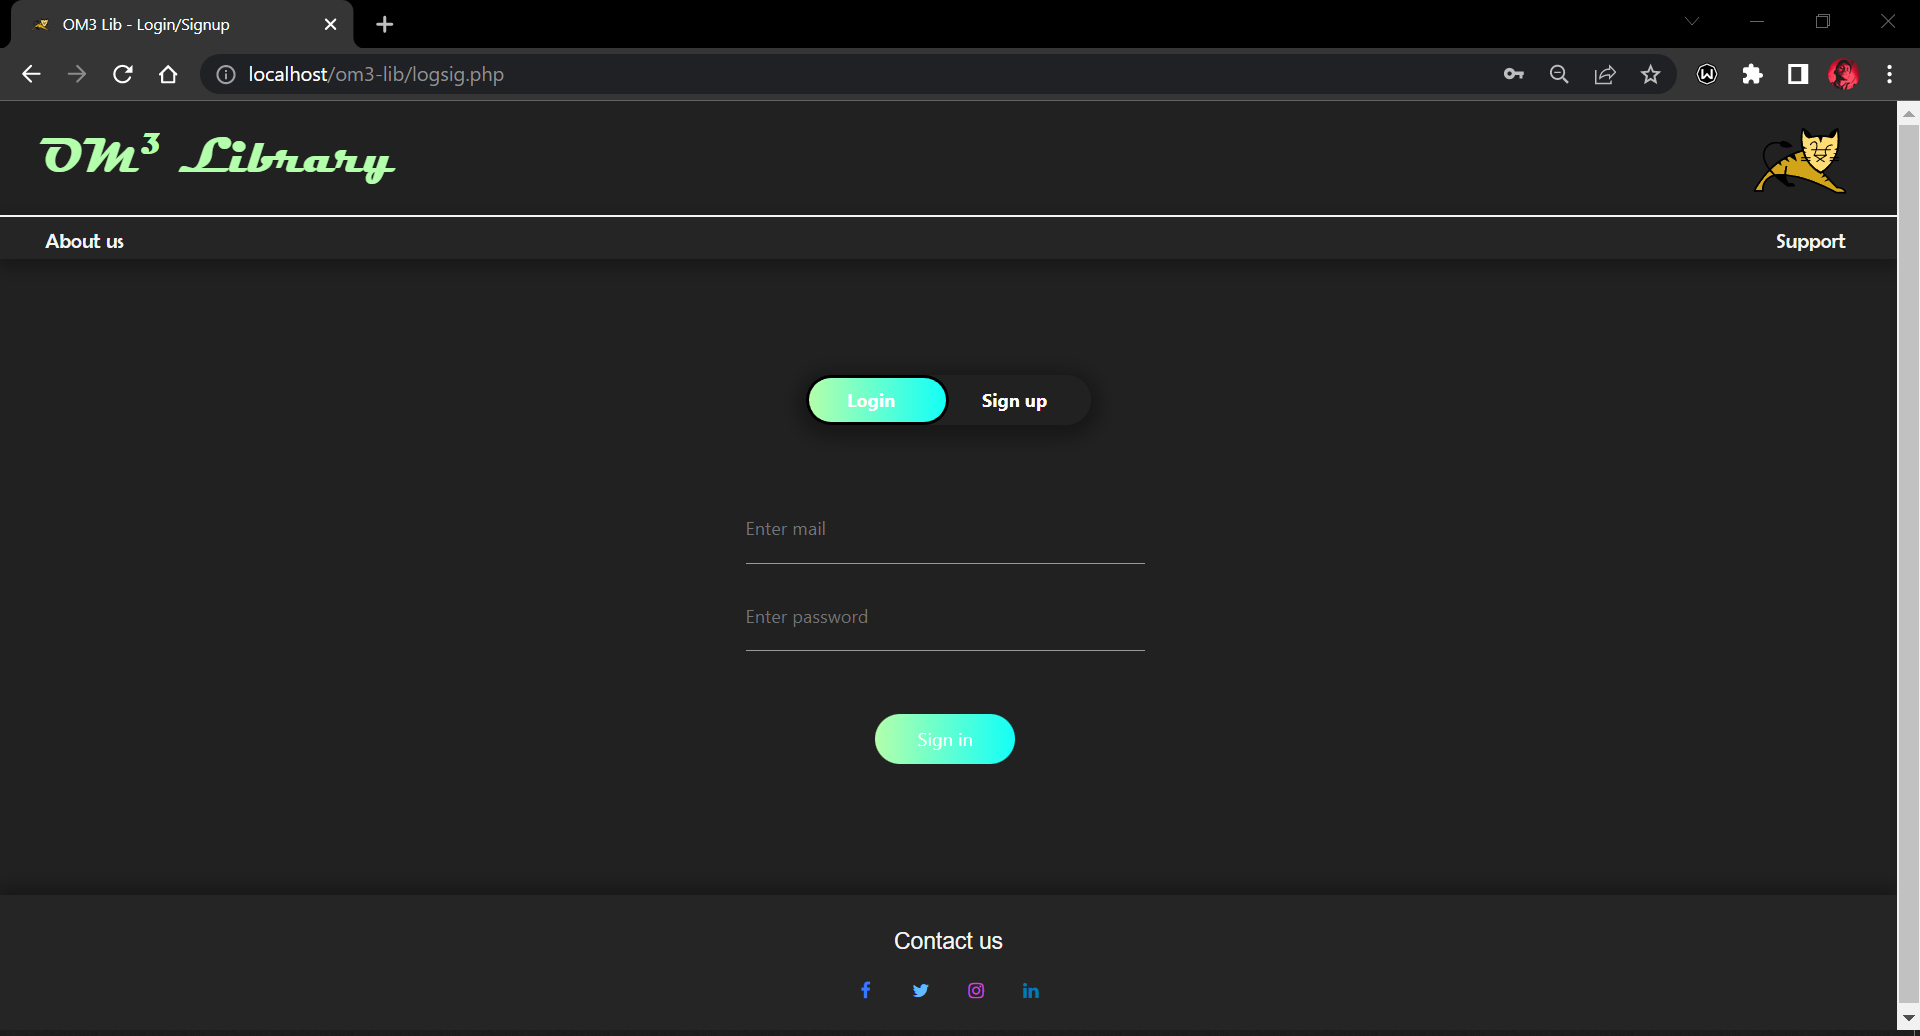 OM3 Lib - Login/Signup
localhost/om3-lib/logsig.php
OM³ Library
About us
Support
Login
Sign up
Enter mail
Enter password
Sign in
Contact us